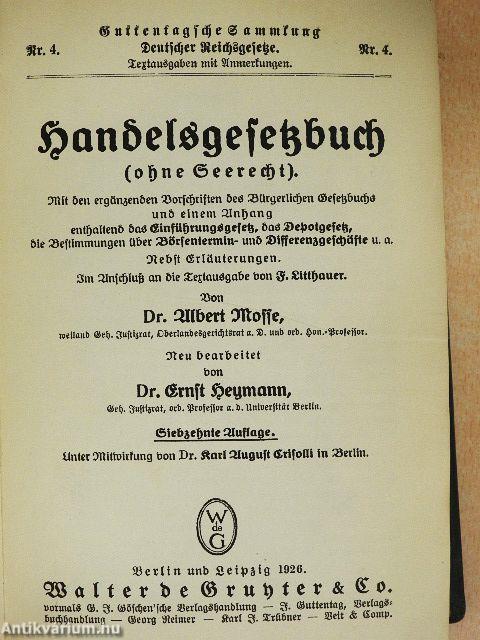 Guttentagsche Sammlung
Nr. 4. Deutscher Reichsgesetze. Nr. 4.
Textausgaben mit Anmerkungen.
Handelsgesetzbuch
(ohne Seerecht).
Mit den ergänzenden Vorschriften des Bürgerlichen Gesetzbuchs
und einem Anhang
enthaltend das Einführungsgesetz, das Depotgesetz,
die Bestimmungen über Börsentermin- und Differenzgeschäfte u. a.
Nebst Erläuterungen.
Im Anschluß an die Textausgabe von F. Litthauer.
Von
Dr. Albert Mosse,
weiland Geh. Justizrat, Oberlandesgerichtsrat a. D. und ord. Hon.-Professor.
Neu bearbeitet
von
Dr. Ernst Heymann,
Geh. Justizrat, ord. Professor a. d. Universität Berlin.
Siebzehnte Auflage.
Unter Mitwirkung von Dr. Karl August Crisolli in Berlin.
W
de
G
Berlin und Leipzig 1926.
Walter de Gruyter & Co.
vormals G. J. Göschen'sche Verlagshandlung — J. Guttentag, Verlags-
buchhandlung — Georg Reimer — Karl J. Trübner — Veit & Comp.
Antikvarium.hu